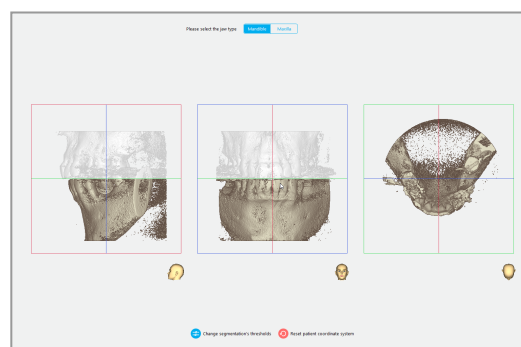 Please select the jaw type Mandible Maxilla
Change segmentation's thresholds Reset patient coordinate system